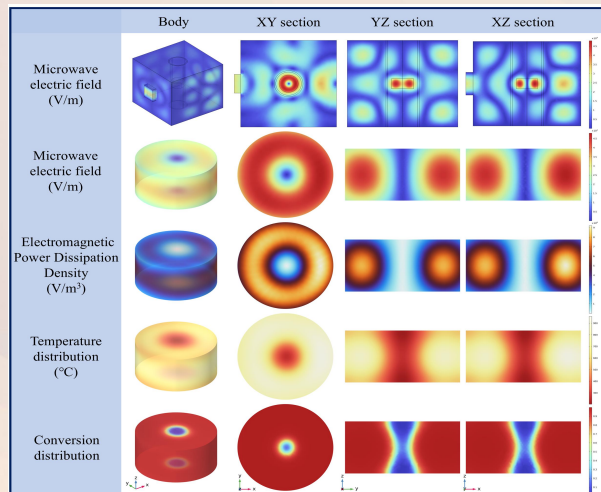 Body
XY section
YZ section
XZ section
Microwave
electric field
(V/m)
Microwave
electric field
(V/m)
Electromagnetic
Power Dissipation
Density
(V/m³)
Temperature
distribution
(°C)
Conversion
distribution
z
y
x
y
x
z
y
z
x